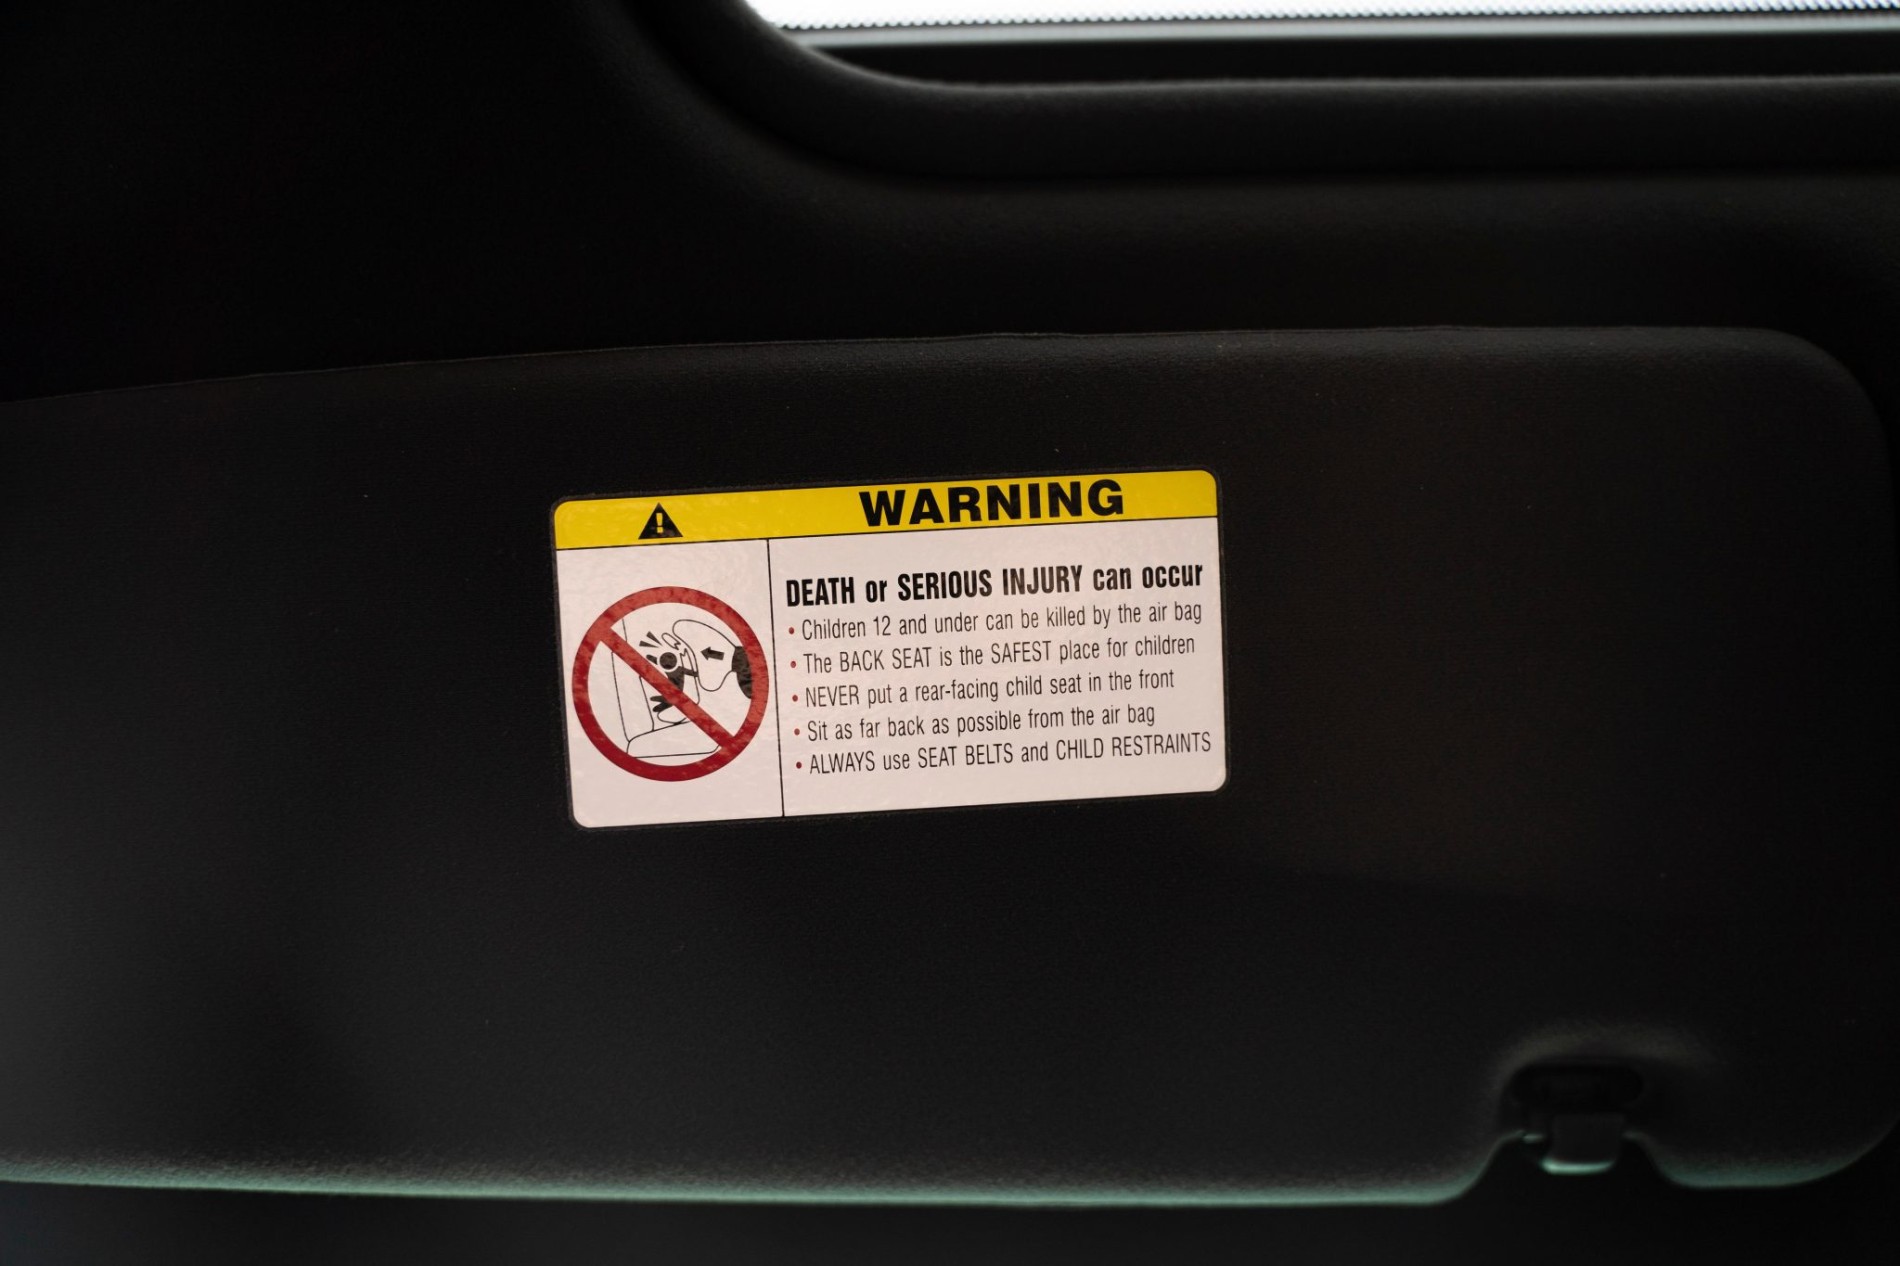 WARNING
DEATH or SERIOUS INJURY can occur
• Children 12 and under can be killed by the air bag
• The BACK SEAT is the SAFEST place for children
• NEVER put a rear-facing child seat in the front
• Sit as far back as possible from the air bag
• ALWAYS use SEAT BELTS and CHILD RESTRAINTS